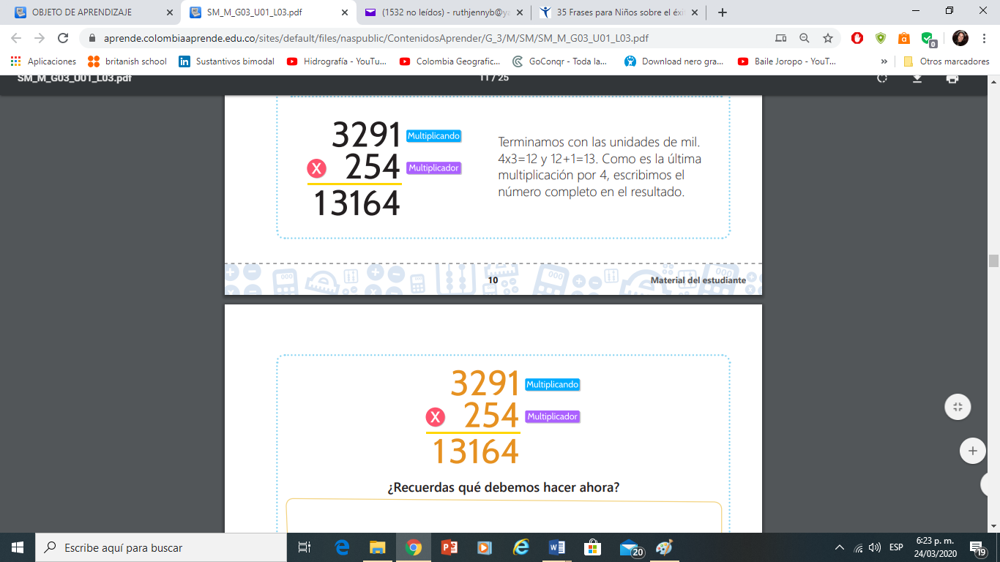 OBJETO DE APRENDIZAJE
SM_M_G03_U01_L03.pdf
(1532 no leídos) - ruthjennyb@ya
35 Frases para Niños sobre el éxi
aprende.colombiaaprende.edu.co/sites/default/files/naspublic/ContenidosAprender/G_3/M/SM/SM_M_G03_U01_L03.pdf
Aplicaciones
britanish school
Sustantivos bimodal
Hidrografía - YouTu...
Colombia Geografic...
GoConqr - Toda la...
Download nero gra...
Baile Joropo - YouT...
»
Otros marcadores
SM_M_G03_U01_L03.pdf
11 / 25
3291 Multiplicando
X 254 Multiplicador
13164
Terminamos con las unidades de mil.
4x3=12 y 12+1=13. Como es la última
multiplicación por 4, escribimos el
número completo en el resultado.
10
Material del estudiante
3291 Multiplicando
X 254 Multiplicador
13164
¿Recuerdas qué debemos hacer ahora?
Escribe aquí para buscar
20
ESP
6:23 p. m.
24/03/2020
19